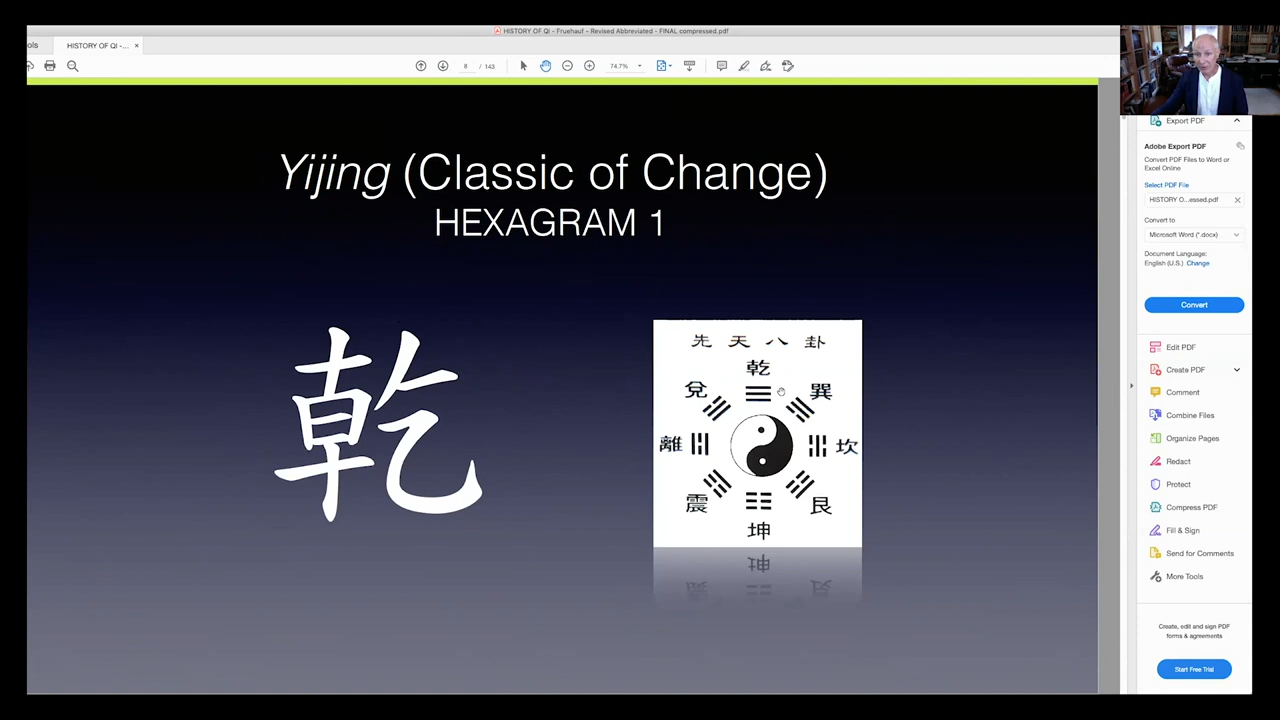 HISTORY OF QI - Fruehauf - Revised Abbreviated - FINAL compressed.pdf
ols
HISTORY OF QI -... ×
8 / 143
74.7%
Yijing (Classic of Change)
HEXAGRAM 1
乾
先天八卦
乾
兌
巽
離
坎
震
艮
坤
坤
Export PDF
Adobe Export PDF
Convert PDF Files to Word or
Excel Online
Select PDF File
HISTORY O...essed.pdf
Convert to
Microsoft Word (*.docx)
Document Language:
English (U.S.) Change
Convert
Edit PDF
Create PDF
Comment
Combine Files
Organize Pages
Redact
Protect
Compress PDF
Fill & Sign
Send for Comments
More Tools
Create, edit and sign PDF
forms & agreements
Start Free Trial